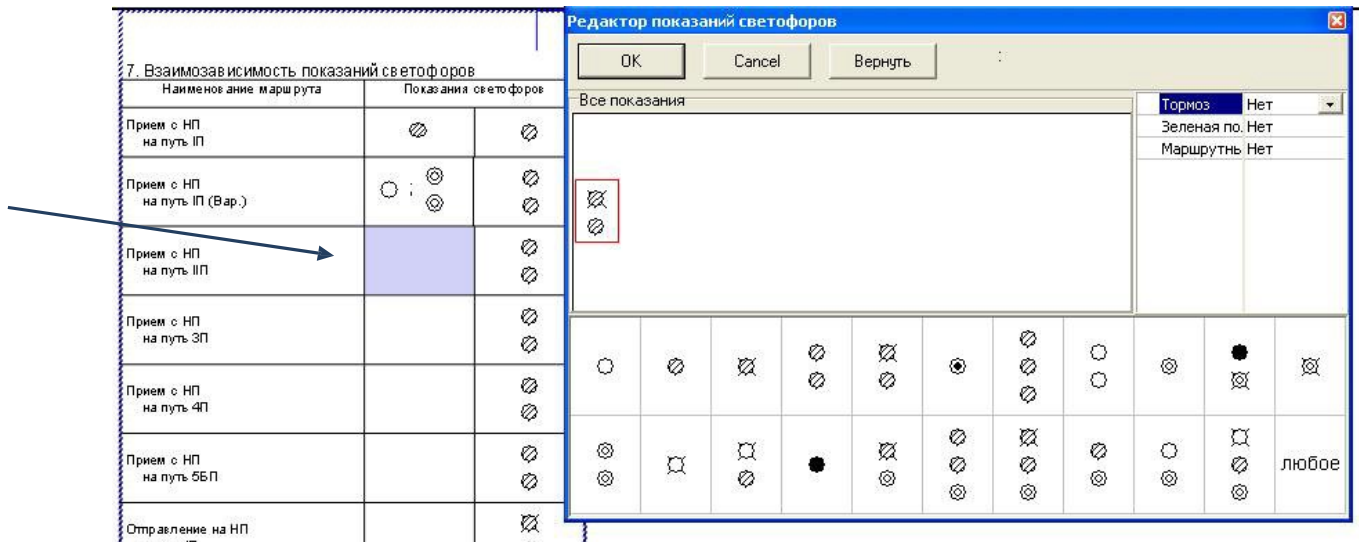 7. Взаимозависимость показаний светофоров
Наименование маршрута
Показания светофоров
Прием с НП
на путь IП
Прием с НП
на путь IП (Вар.)
;
Прием с НП
на путь IIП
Прием с НП
на путь 3П
Прием с НП
на путь 4П
Прием с НП
на путь 5БП
Отправление на НП
Редактор показаний светофоров
OK
Cancel
Вернуть
:
Все показания
Тормоз Нет
Зеленая по. Нет
Маршрутнь Нет
любое